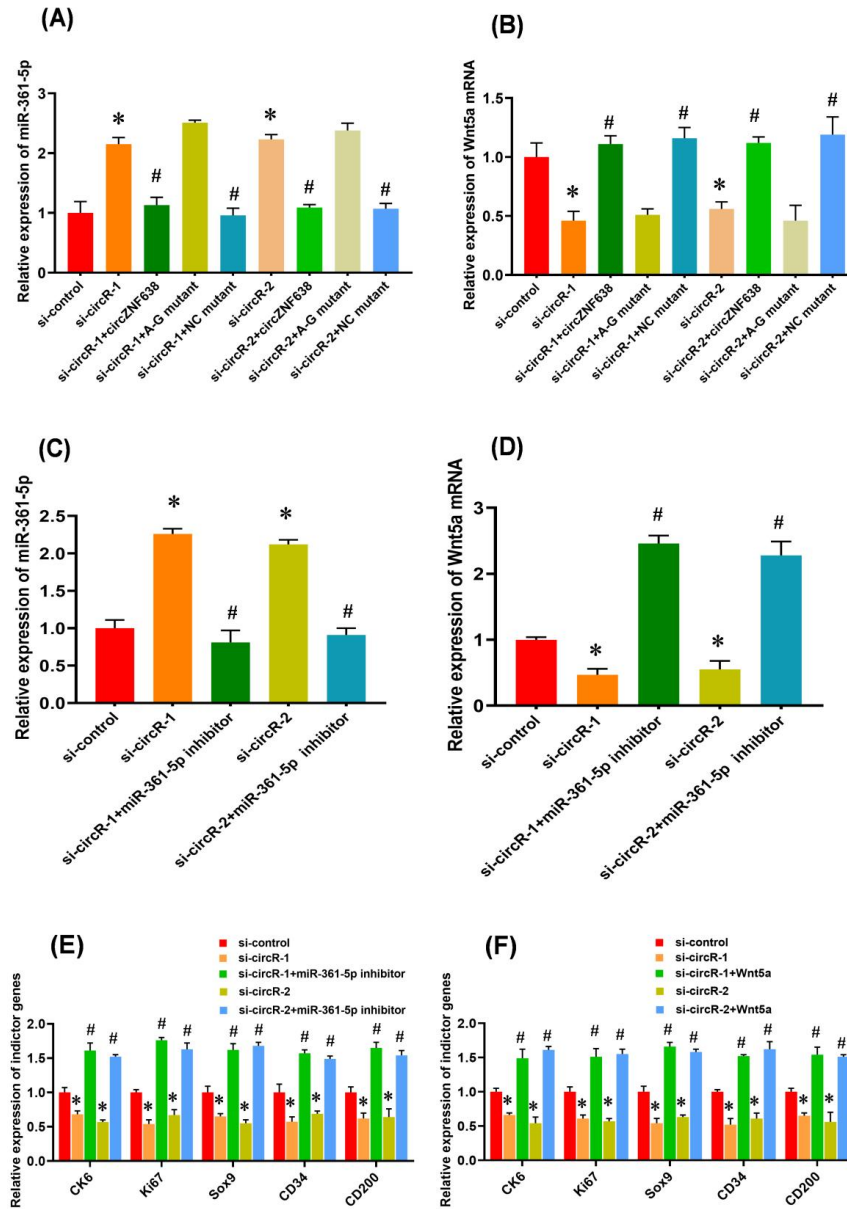 (A)
Relative expression of miR-361-5p
3
2
1
0
*
#
#
*
#
#
si-control
si-circR-1
si-circR-1+circZNF638
si-circR-1+A-G mutant
si-circR-1+NC mutant
si-circR-2
si-circR-2+circZNF638
si-circR-2+A-G mutant
si-circR-2+NC mutant
(B)
Relative expression of Wnt5a mRNA
1.5
1.0
0.5
0.0
*
#
#
*
#
#
si-control
si-circR-1
si-circR-1+circZNF638
si-circR-1+A-G mutant
si-circR-1+NC mutant
si-circR-2
si-circR-2+circZNF638
si-circR-2+A-G mutant
si-circR-2+NC mutant
(C)
Relative expression of miR-361-5p
2.5
2.0
1.5
1.0
0.5
0.0
*
#
*
#
si-control
si-circR-1
si-circR-1+miR-361-5p inhibitor
si-circR-2
si-circR-2+miR-361-5p inhibitor
(D)
Relative expression of Wnt5a mRNA
3
2
1
0
*
#
*
#
si-control
si-circR-1
si-circR-1+miR-361-5p inhibitor
si-circR-2
si-circR-2+miR-361-5p inhibitor
(E)
si-control
si-circR-1
si-circR-1+miR-361-5p inhibitor
si-circR-2
si-circR-2+miR-361-5p inhibitor
Relative expression of indictor genes
2.0
1.5
1.0
0.5
0.0
# # # # # # # # # #
* * * * * * * * * *
CK6
Ki67
Sox9
CD34
CD200
(F)
si-control
si-circR-1
si-circR-1+Wnt5a
si-circR-2
si-circR-2+Wnt5a
Relative expression of indictor genes
2.0
1.5
1.0
0.5
0.0
# # # # # # # # # #
* * * * * * * * * *
CK6
Ki67
Sox9
CD34
CD200